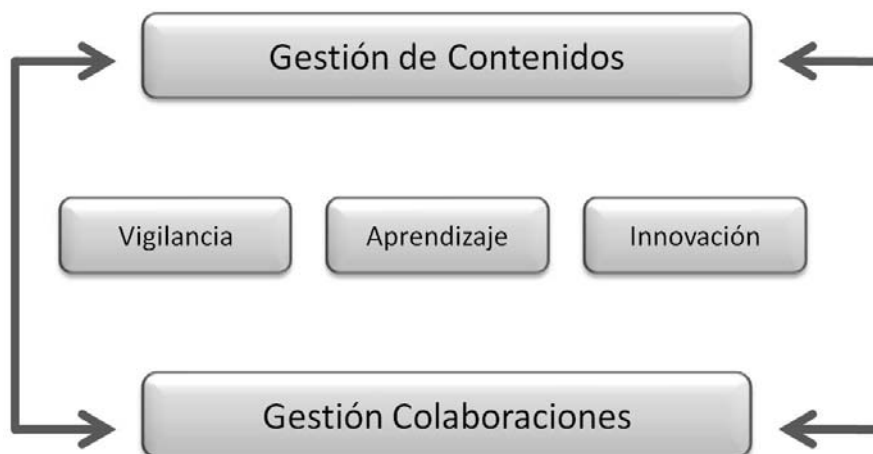 Gestión de Contenidos
Vigilancia
Aprendizaje
Innovación
Gestión Colaboraciones